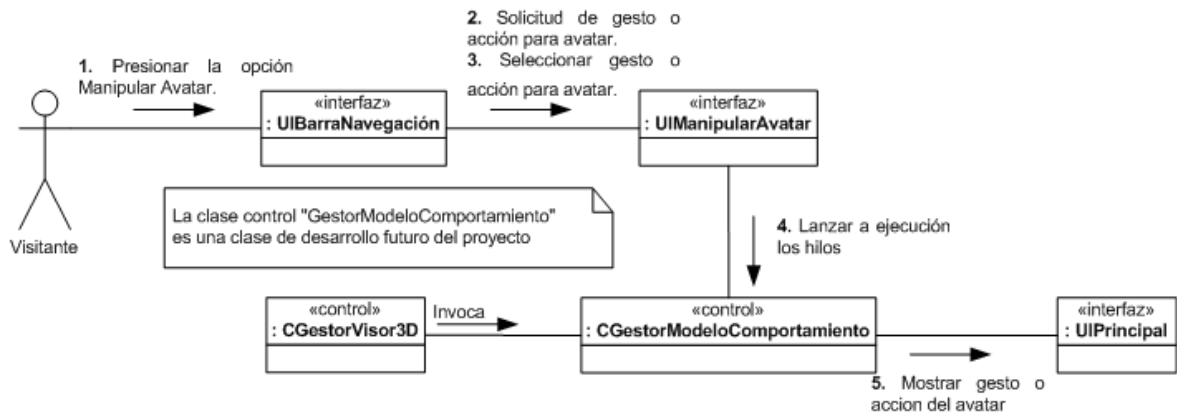 1. Presionar la opción
Manipular Avatar.
2. Solicitud de gesto o
acción para avatar.
3. Seleccionar gesto o
acción para avatar.
«interfaz»
: UIBarraNavegación
«interfaz»
: UIManipularAvatar
Visitante
La clase control "GestorModeloComportamiento"
es una clase de desarrollo futuro del proyecto
4. Lanzar a ejecución
los hilos
«control»
: CGestorVisor3D
Invoca
«control»
: CGestorModeloComportamiento
«interfaz»
: UIPrincipal
5. Mostrar gesto o
accion del avatar